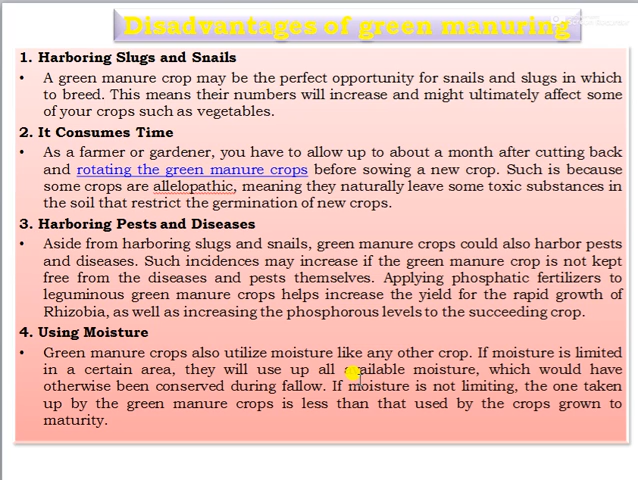 Disadvantages of green manuring
1. Harboring Slugs and Snails
• A green manure crop may be the perfect opportunity for snails and slugs in which
to breed. This means their numbers will increase and might ultimately affect some
of your crops such as vegetables.
2. It Consumes Time
• As a farmer or gardener, you have to allow up to about a month after cutting back
and rotating the green manure crops before sowing a new crop. Such is because
some crops are allelopathic, meaning they naturally leave some toxic substances in
the soil that restrict the germination of new crops.
3. Harboring Pests and Diseases
• Aside from harboring slugs and snails, green manure crops could also harbor pests
and diseases. Such incidences may increase if the green manure crop is not kept
free from the diseases and pests themselves. Applying phosphatic fertilizers to
leguminous green manure crops helps increase the yield for the rapid growth of
Rhizobia, as well as increasing the phosphorous levels to the succeeding crop.
4. Using Moisture
• Green manure crops also utilize moisture like any other crop. If moisture is limited
in a certain area, they will use up all available moisture, which would have
otherwise been conserved during fallow. If moisture is not limiting, the one taken
up by the green manure crops is less than that used by the crops grown to
maturity.